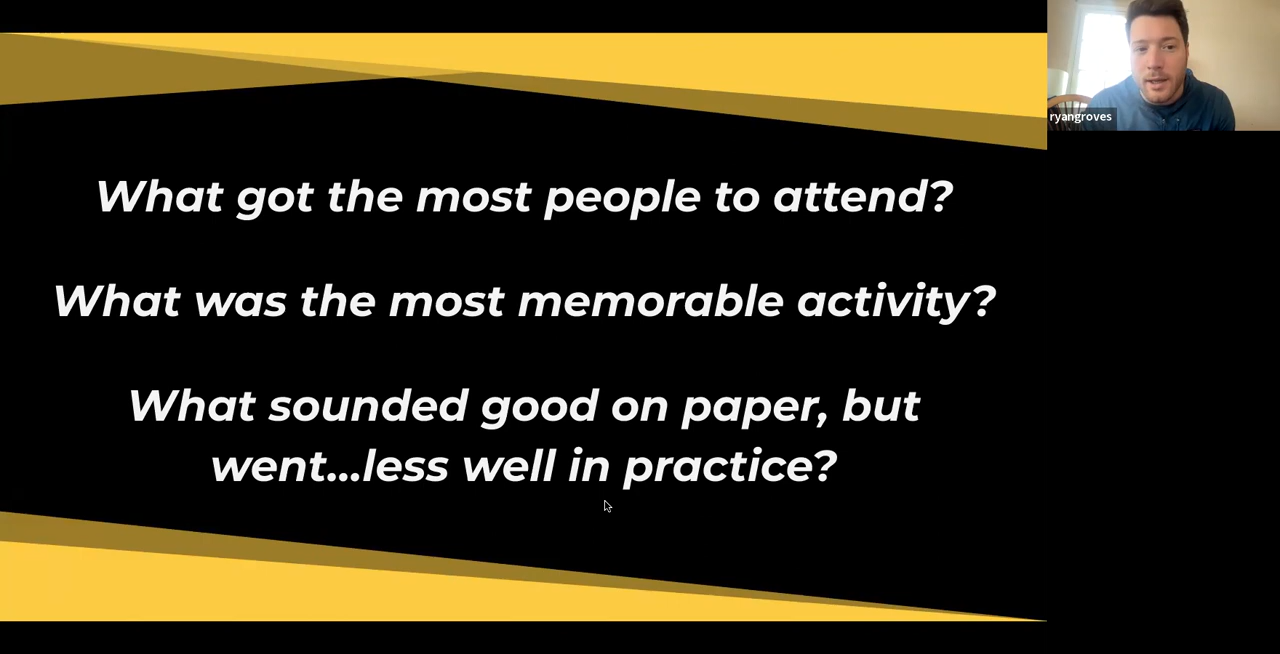 What got the most people to attend?
What was the most memorable activity?
What sounded good on paper, but
went...less well in practice?
ryangroves